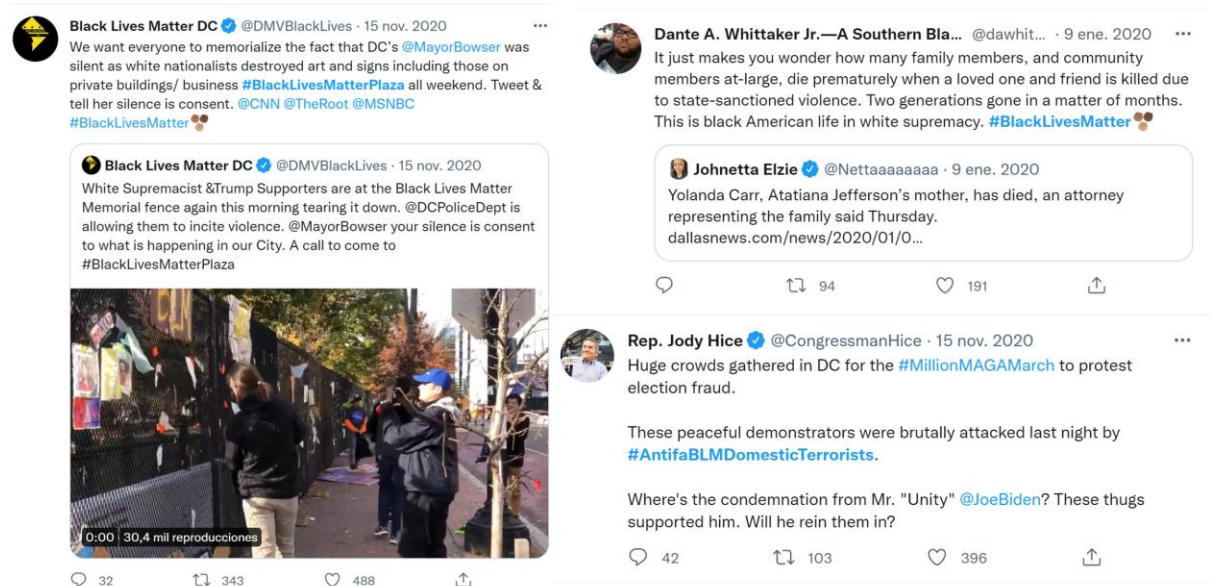 Black Lives Matter DC @DMVBlackLives · 15 nov. 2020
We want everyone to memorialize the fact that DC's @MayorBowser was
silent as white nationalists destroyed art and signs including those on
private buildings/ business #BlackLivesMatterPlaza all weekend. Tweet &
tell her silence is consent. @CNN @TheRoot @MSNBC
#BlackLivesMatter
Black Lives Matter DC @DMVBlackLives · 15 nov. 2020
White Supremacist &Trump Supporters are at the Black Lives Matter
Memorial fence again this morning tearing it down. @DCPoliceDept is
allowing them to incite violence. @MayorBowser your silence is consent
to what is happening in our City. A call to come to
#BlackLivesMatterPlaza
0:00 30,4 mil reproducciones
32 343 488
Dante A. Whittaker Jr.—A Southern Bla... @dawhit... · 9 ene. 2020
It just makes you wonder how many family members, and community
members at-large, die prematurely when a loved one and friend is killed due
to state-sanctioned violence. Two generations gone in a matter of months.
This is black American life in white supremacy. #BlackLivesMatter
Johnetta Elzie @Nettaaaaaaaa · 9 ene. 2020
Yolanda Carr, Atatiana Jefferson's mother, has died, an attorney
representing the family said Thursday.
dallasnews.com/news/2020/01/0...
94 191
Rep. Jody Hice @CongressmanHice · 15 nov. 2020
Huge crowds gathered in DC for the #MillionMAGAMarch to protest
election fraud.
These peaceful demonstrators were brutally attacked last night by
#AntifaBLMDomesticTerrorists.
Where's the condemnation from Mr. "Unity" @JoeBiden? These thugs
supported him. Will he rein them in?
42 103 396